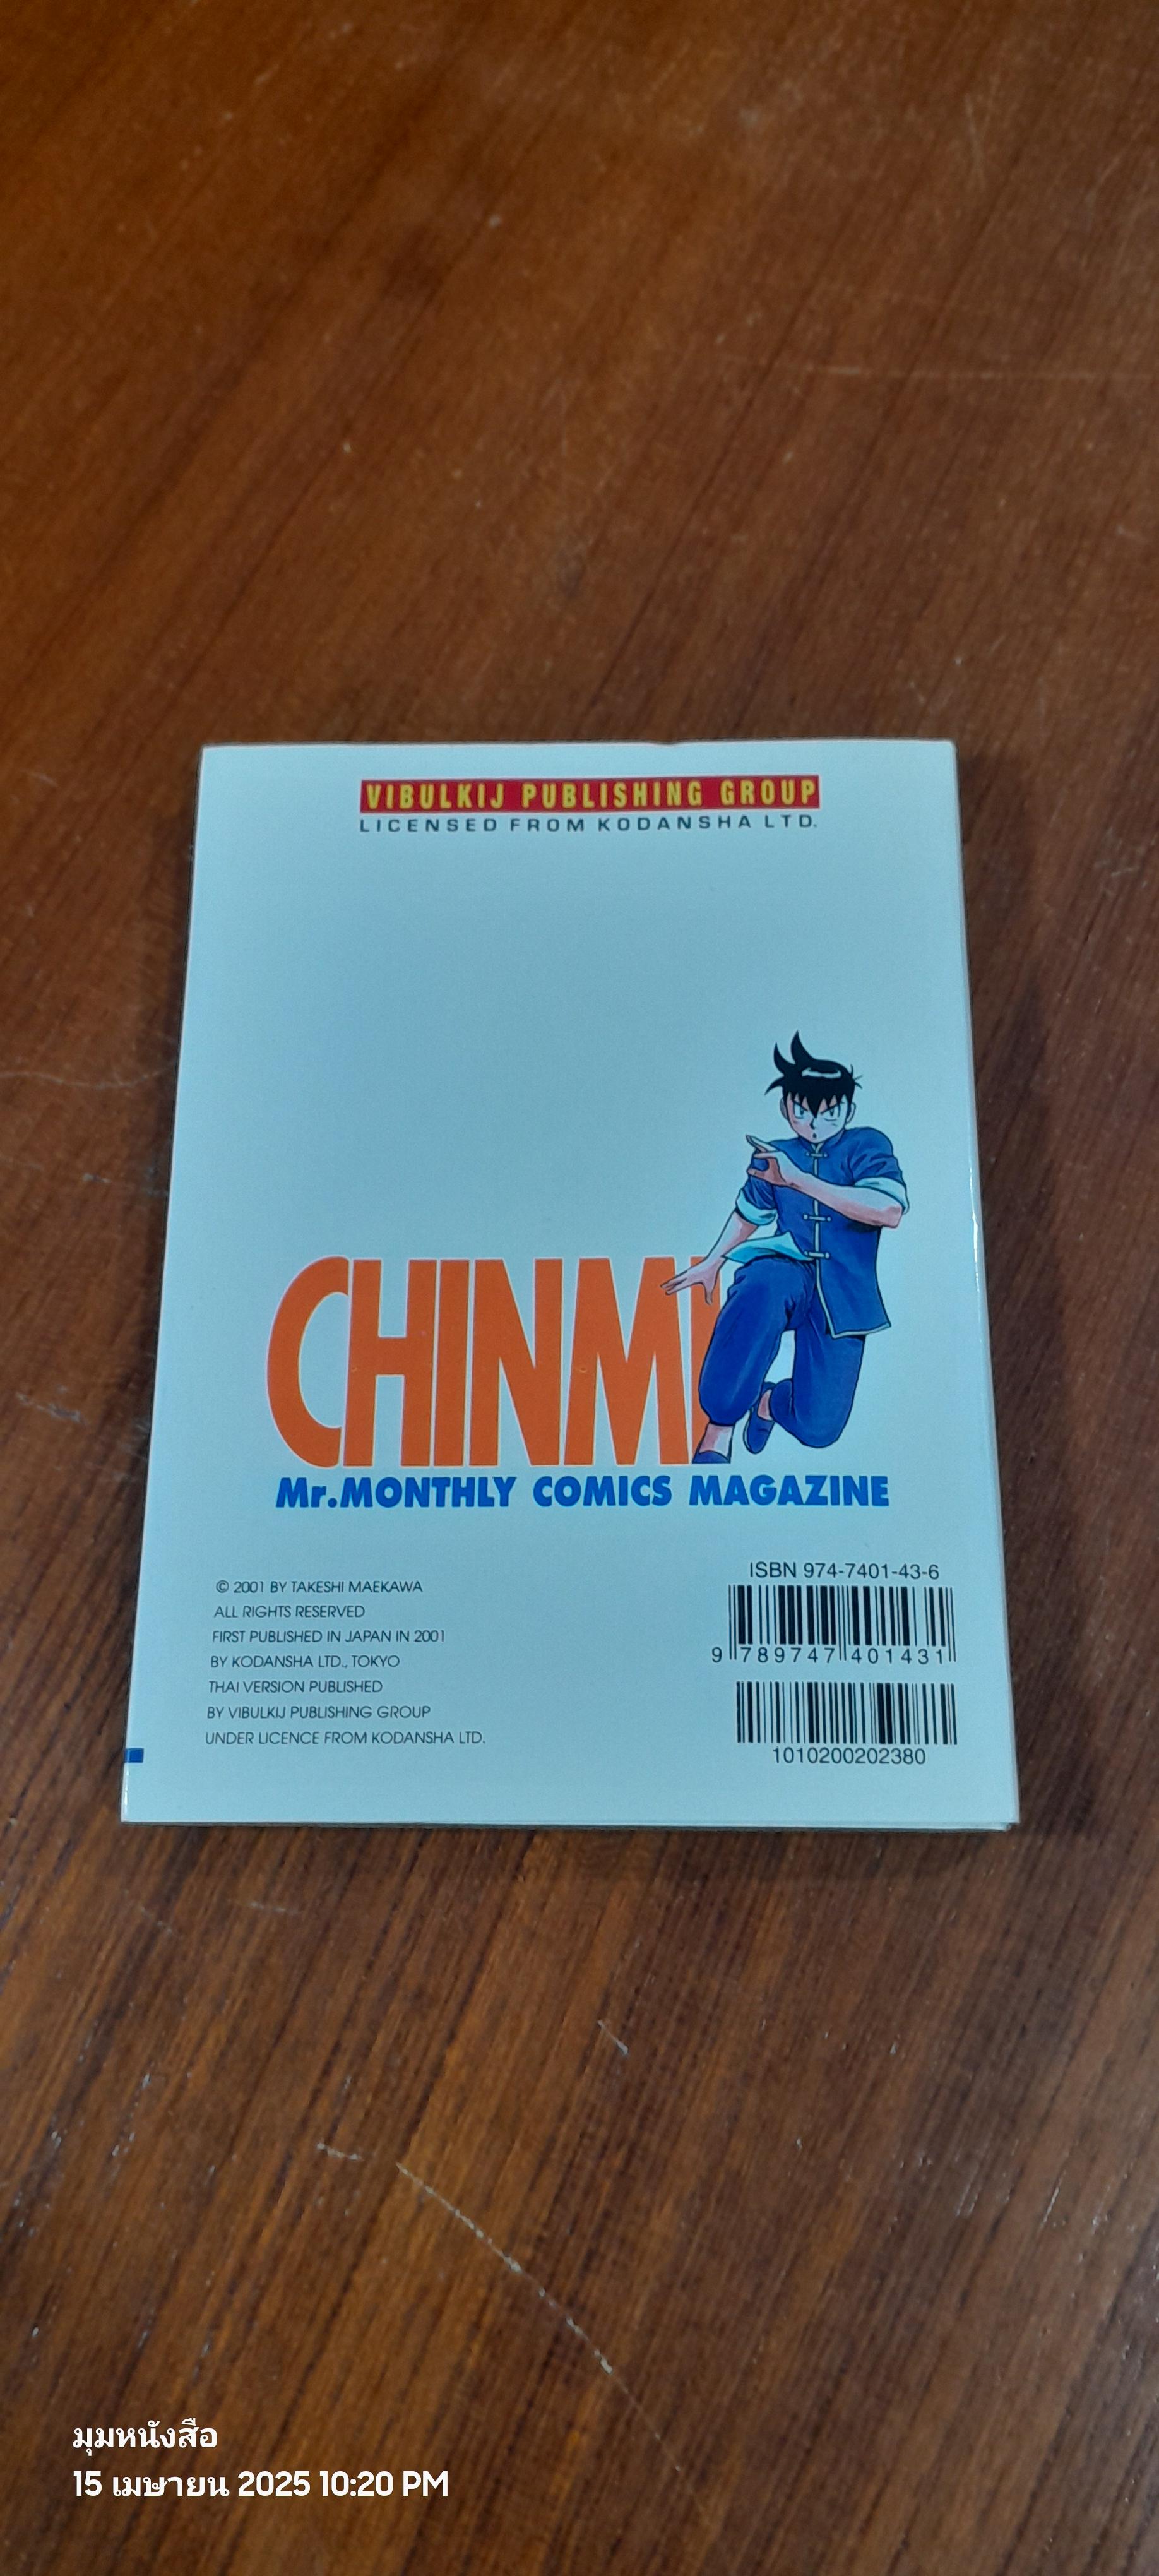 VIBULKIJ PUBLISHING GROUP
LICENSED FROM KODANSHA LTD.
CHINMI
Mr.MONTHLY COMICS MAGAZINE
© 2001 BY TAKESHI MAEKAWA
ALL RIGHTS RESERVED
FIRST PUBLISHED IN JAPAN IN 2001
BY KODANSHA LTD., TOKYO
THAI VERSION PUBLISHED
BY VIBULKIJ PUBLISHING GROUP
UNDER LICENCE FROM KODANSHA LTD.
ISBN 974-7401-43-6
9 789747 401431
1010200202380
มุมหนังสือ
15 เมษายน 2025 10:20 PM